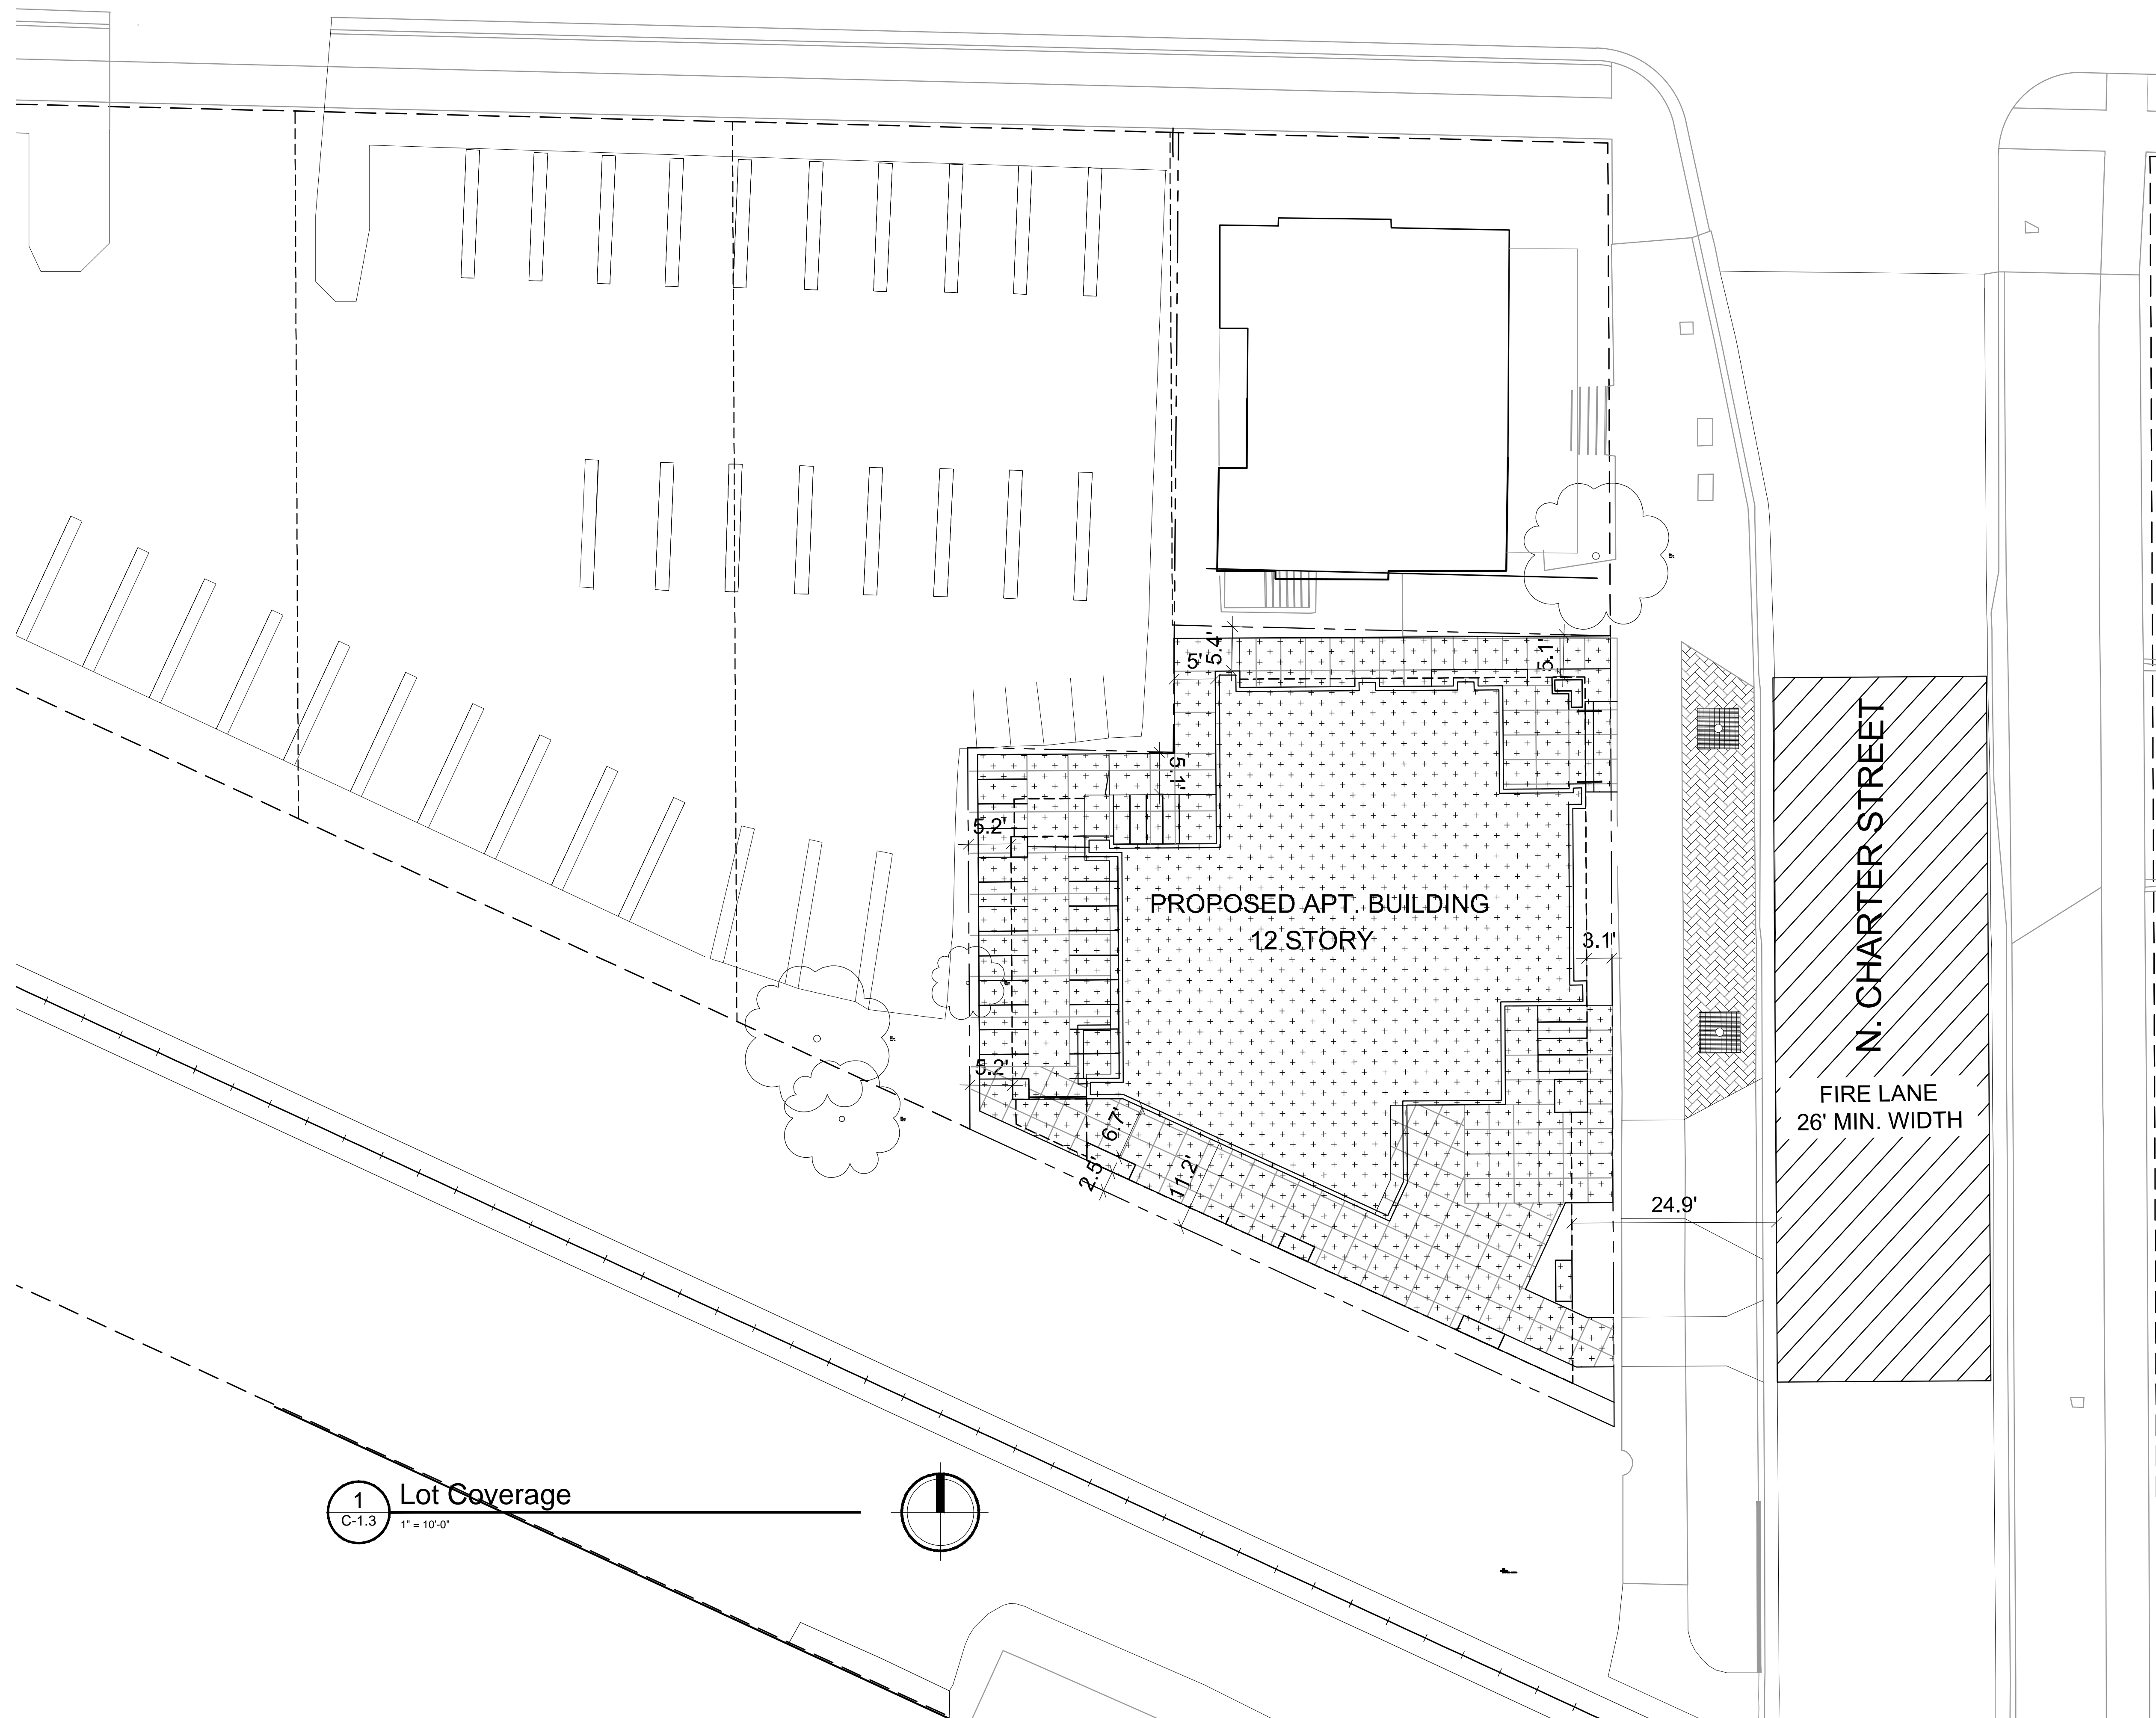 5.4'
5'
5.1'
5.1'
5.2'
PROPOSED APT. BUILDING
12 STORY
3.1'
N. CHARTER STREET
FIRE LANE
26' MIN. WIDTH
5.2'
6.7'
2.5'
11.2'
24.9'
1
C-1.3
Lot Coverage
1" = 10'-0"